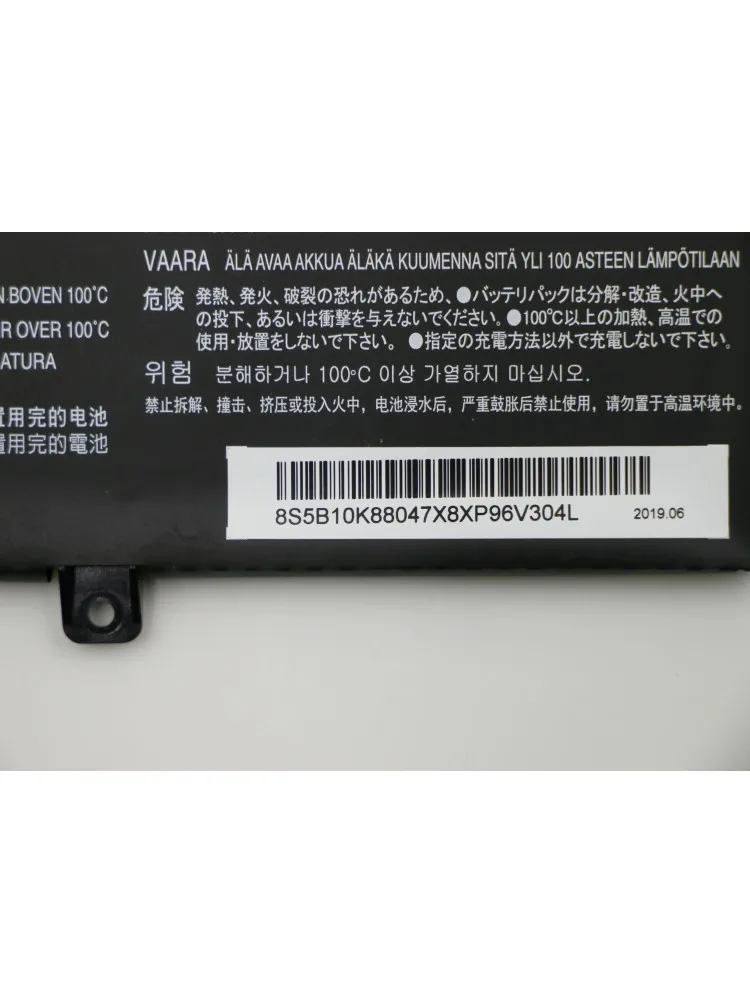 VAARA ÄLÄ AVAA AKKUA ÄLÄKÄ KUUMENNA SITÄ YLI 100 ASTEEN LÄMPÕTILAAN
N BOVEN 100°C
R OVER 100°C
ATURA
置用完的电池
置用完的電池
危険 発熱、発火、破裂の恐れがあるため、●バッテリパックは分解・改造、火中へ
の投下、あるいは衝撃を与えないでください。●100℃以上の加熱、高温での
使用・放置をしないで下さい。 ●指定の充電方法以外で充電しないで下さい。
위험 분해하거나 100°C 이상 가열하지 마십시오.
禁止拆解、撞击、挤压或投入火中，电池浸水后，严重鼓胀后禁止使用，请勿置于高温环境中。
8S5B10K88047X8XP96V304L 2019.06